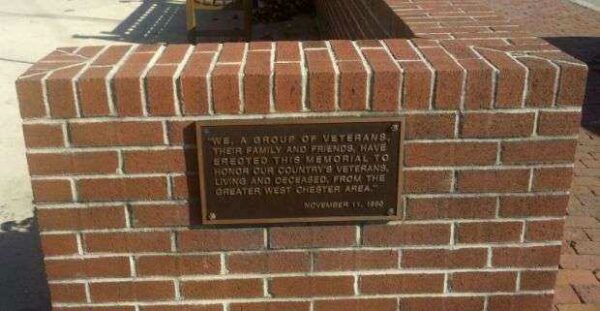 "WE, A GROUP OF VETERANS,
THEIR FAMILY AND FRIENDS, HAVE
ERECTED THIS MEMORIAL TO
HONOR OUR COUNTRY'S VETERANS,
LIVING AND DECEASED, FROM THE
GREATER WEST CHESTER AREA."
NOVEMBER 11,